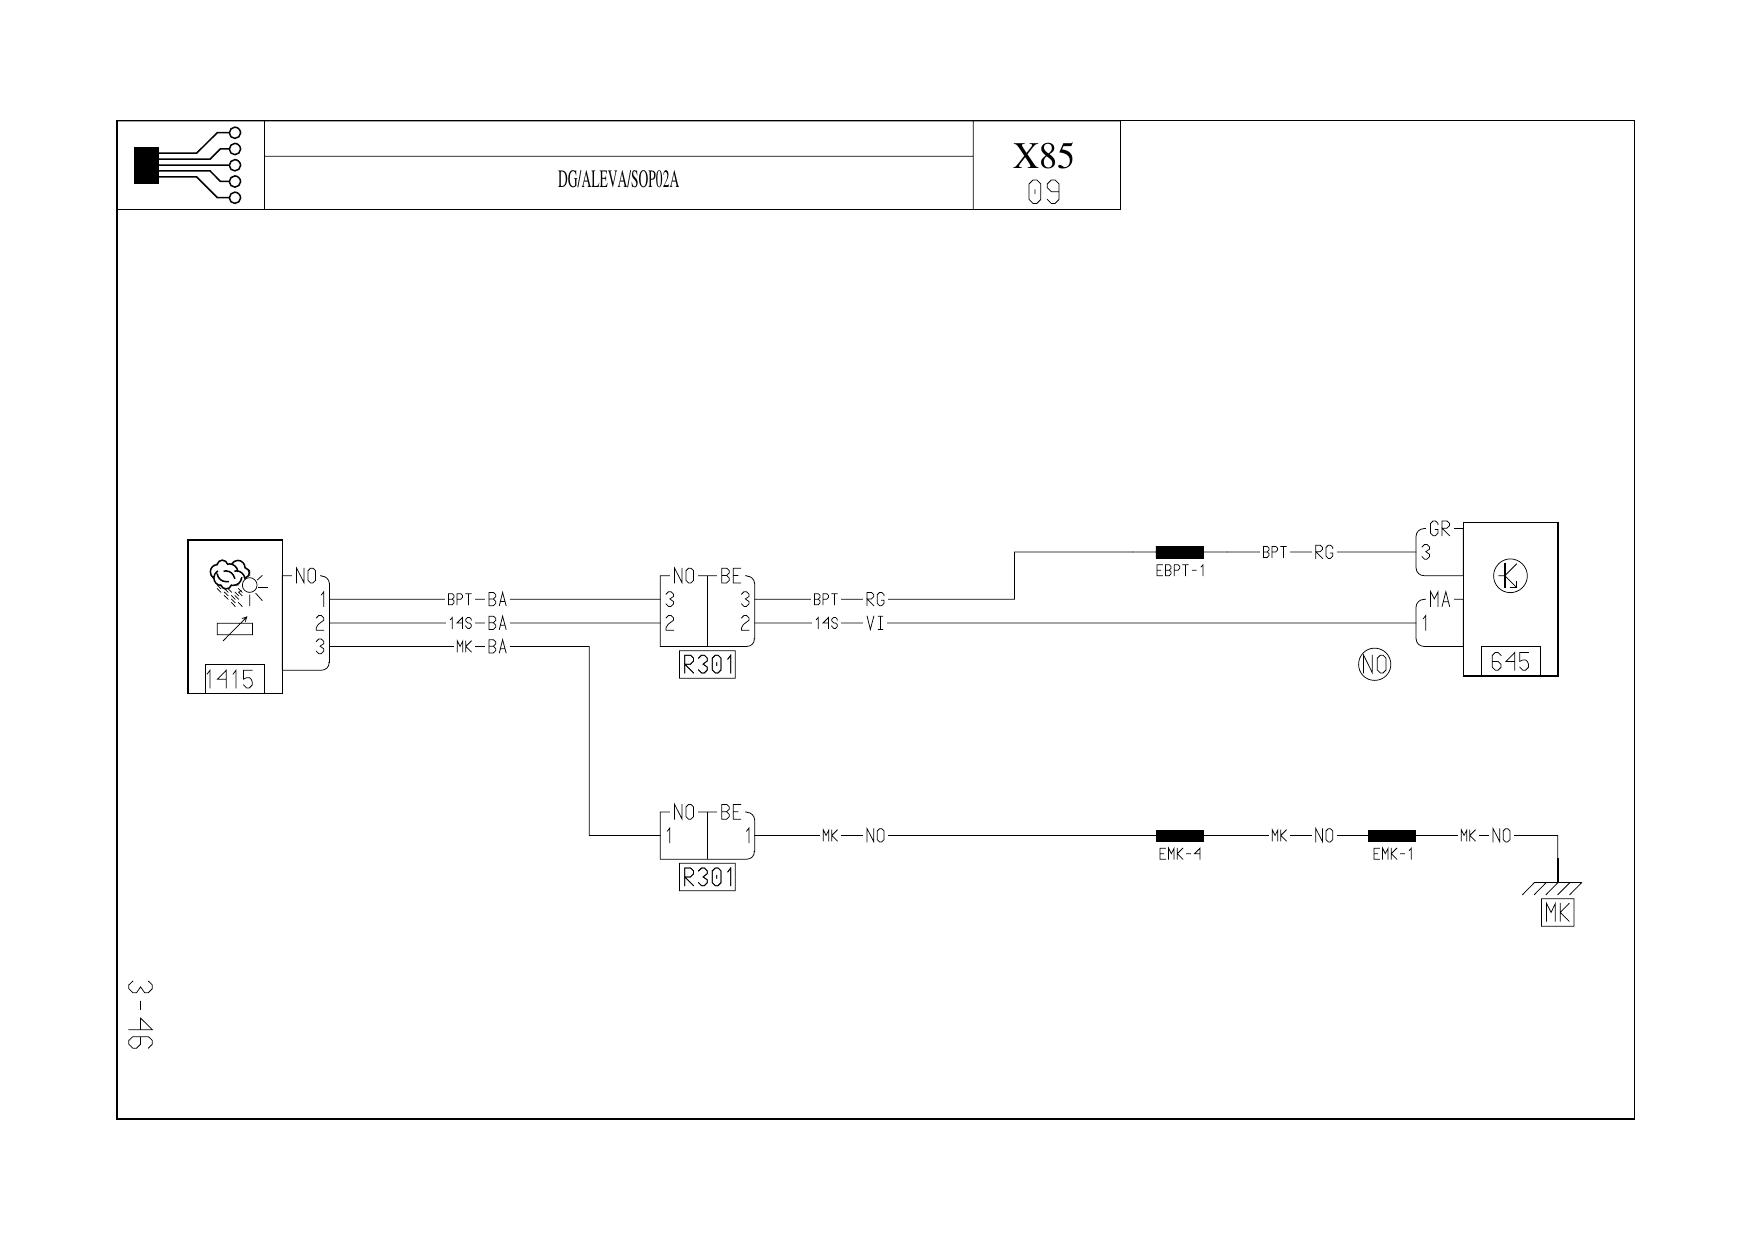 X85
DG/ALEVA/SOP02A
09
GR
BPT RG 3
EBPT-1
NO NO BE
1 BPT BA 3 3 BPT RG MA
2 14S BA 2 2 14S VI 1
3 MK BA
R301 NO 645
1415
NO BE
1 1 MK NO MK NO MK NO
EMK-4 EMK-1
R301
MK
3-46